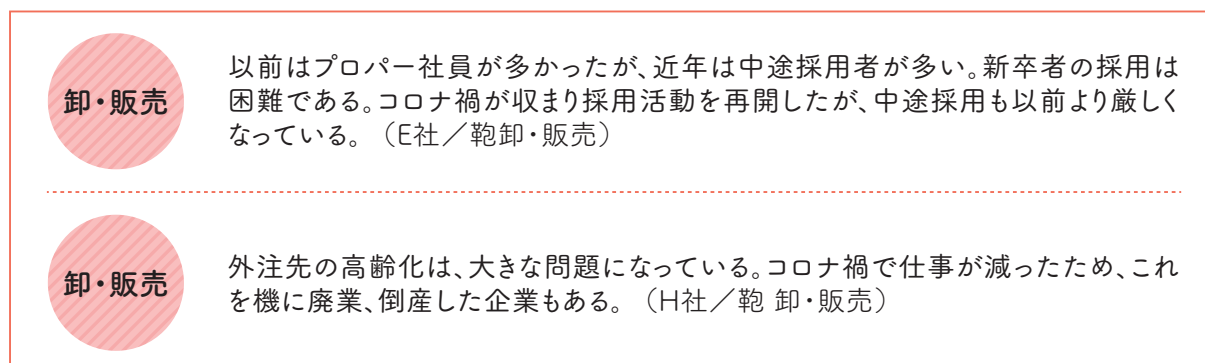 卸・販売
以前はプロパー社員が多かったが、近年は中途採用者が多い。新卒者の採用は
困難である。コロナ禍が収まり採用活動を再開したが、中途採用も以前より厳しく
なっている。（E社／鞄卸・販売）
卸・販売
外注先の高齢化は、大きな問題になっている。コロナ禍で仕事が減ったため、これ
を機に廃業、倒産した企業もある。（H社／鞄 卸・販売）